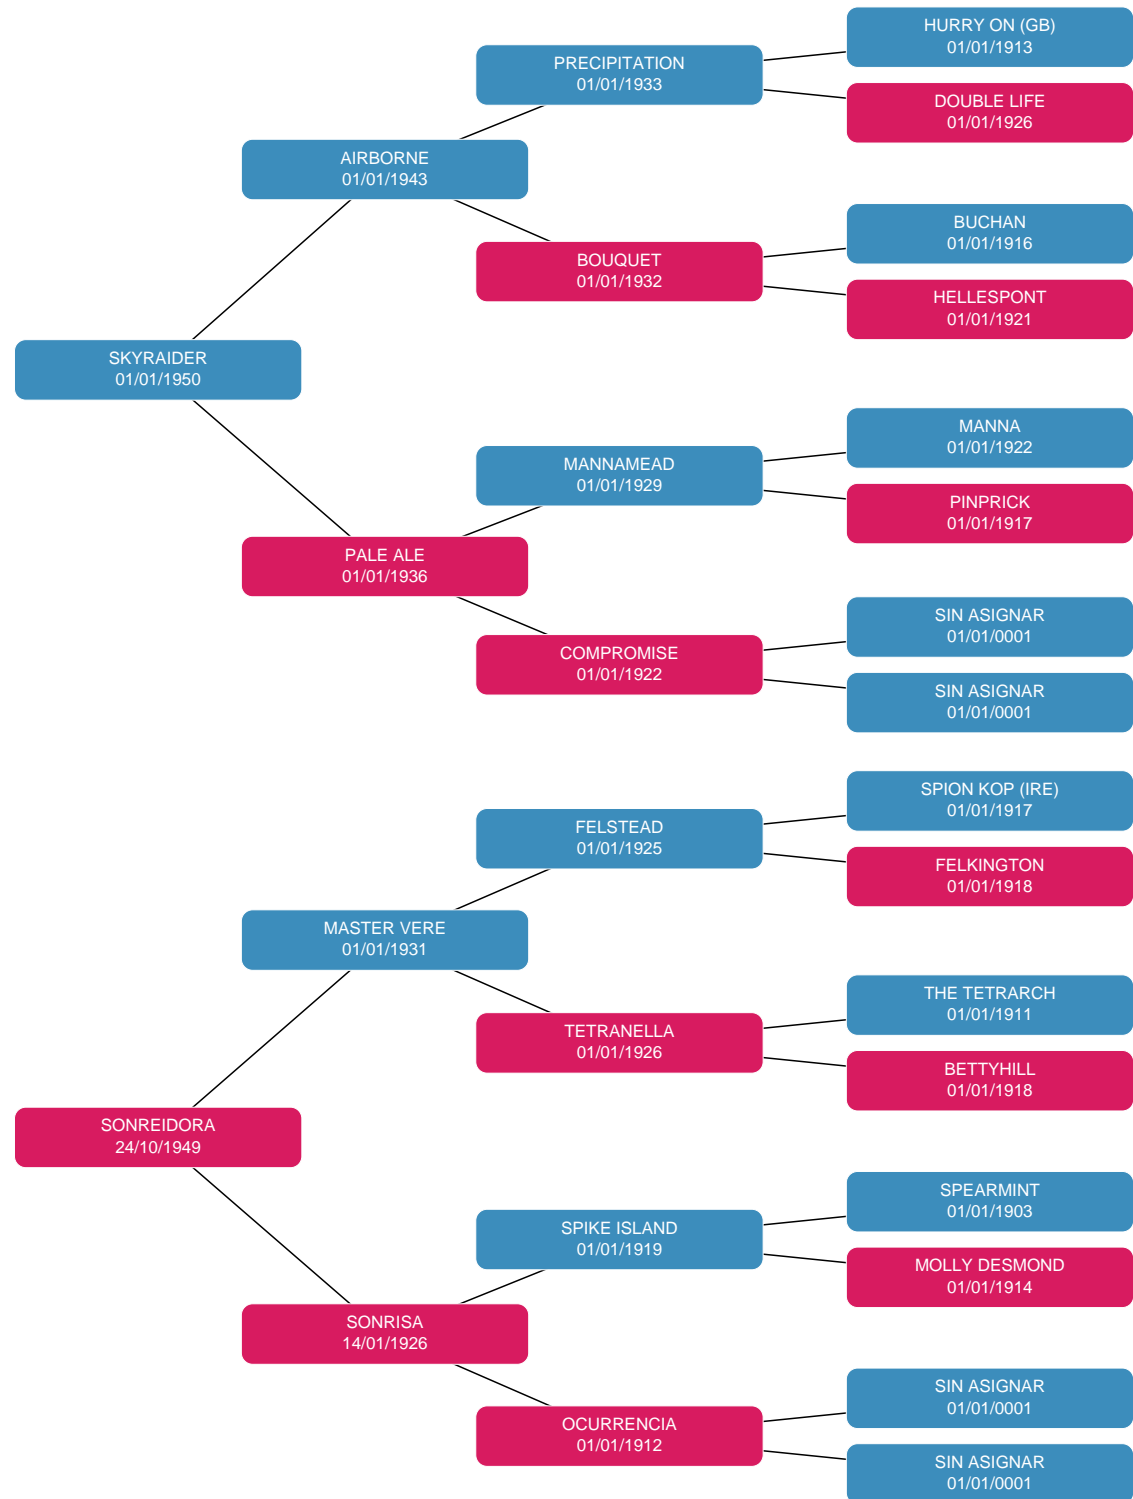 HURRY ON (GB)
01/01/1913
PRECIPITATION
01/01/1933
DOUBLE LIFE
01/01/1926
AIRBORNE
01/01/1943
BUCHAN
01/01/1916
BOUQUET
01/01/1932
HELLESPONT
01/01/1921
SKYRAIDER
01/01/1950
MANNA
01/01/1922
MANNAMEAD
01/01/1929
PINPRICK
01/01/1917
PALE ALE
01/01/1936
SIN ASIGNAR
01/01/0001
COMPROMISE
01/01/1922
SIN ASIGNAR
01/01/0001
SPION KOP (IRE)
01/01/1917
FELSTEAD
01/01/1925
FELKINGTON
01/01/1918
MASTER VERE
01/01/1931
THE TETRARCH
01/01/1911
TETRANELLA
01/01/1926
BETTYHILL
01/01/1918
SONREIDORA
24/10/1949
SPEARMINT
01/01/1903
SPIKE ISLAND
01/01/1919
MOLLY DESMOND
01/01/1914
SONRISA
14/01/1926
SIN ASIGNAR
01/01/0001
OCURRENCIA
01/01/1912
SIN ASIGNAR
01/01/0001